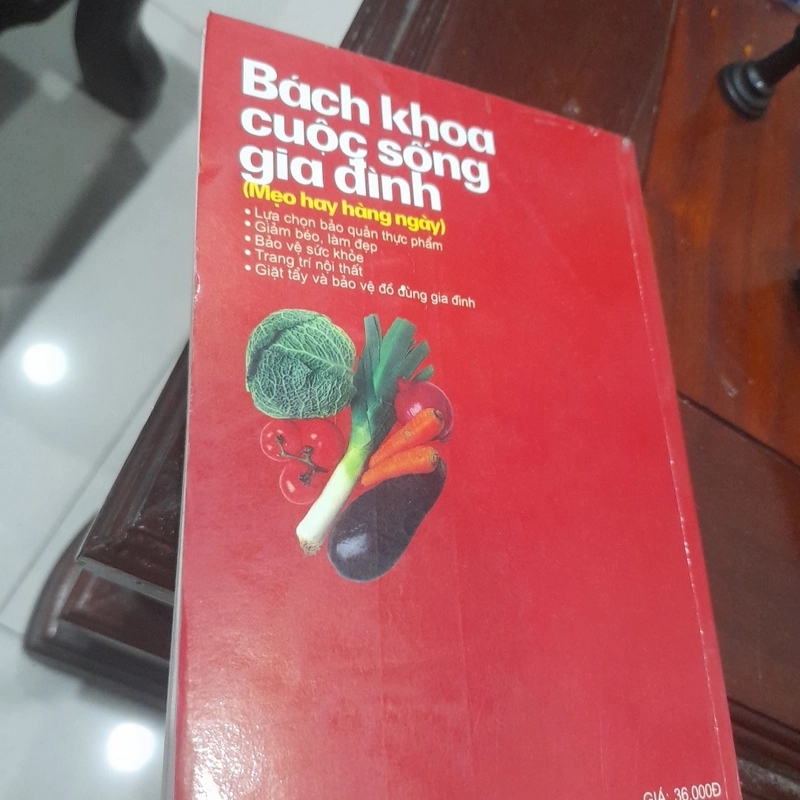 Bách khoa
cuộc sống
gia đình
(Mẹo hay hàng ngày)
• Lựa chọn bảo quản thực phẩm
• Giảm béo, làm đẹp
• Bảo vệ sức khỏe
• Trang trí nội thất
• Giặt tẩy và bảo vệ đồ dùng gia đình
GIÁ: 36.000Đ